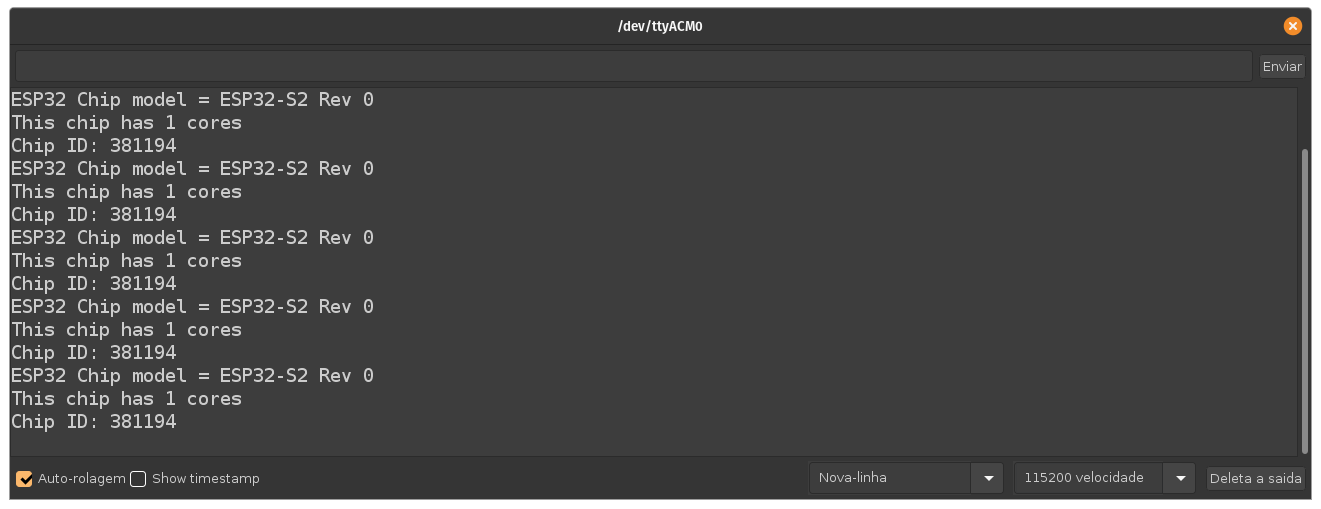 /dev/ttyACM0
Enviar
ESP32 Chip model = ESP32-S2 Rev 0
This chip has 1 cores
Chip ID: 381194
ESP32 Chip model = ESP32-S2 Rev 0
This chip has 1 cores
Chip ID: 381194
ESP32 Chip model = ESP32-S2 Rev 0
This chip has 1 cores
Chip ID: 381194
ESP32 Chip model = ESP32-S2 Rev 0
This chip has 1 cores
Chip ID: 381194
ESP32 Chip model = ESP32-S2 Rev 0
This chip has 1 cores
Chip ID: 381194
Auto-rolagem Show timestamp Nova-linha 115200 velocidade Deleta a saida